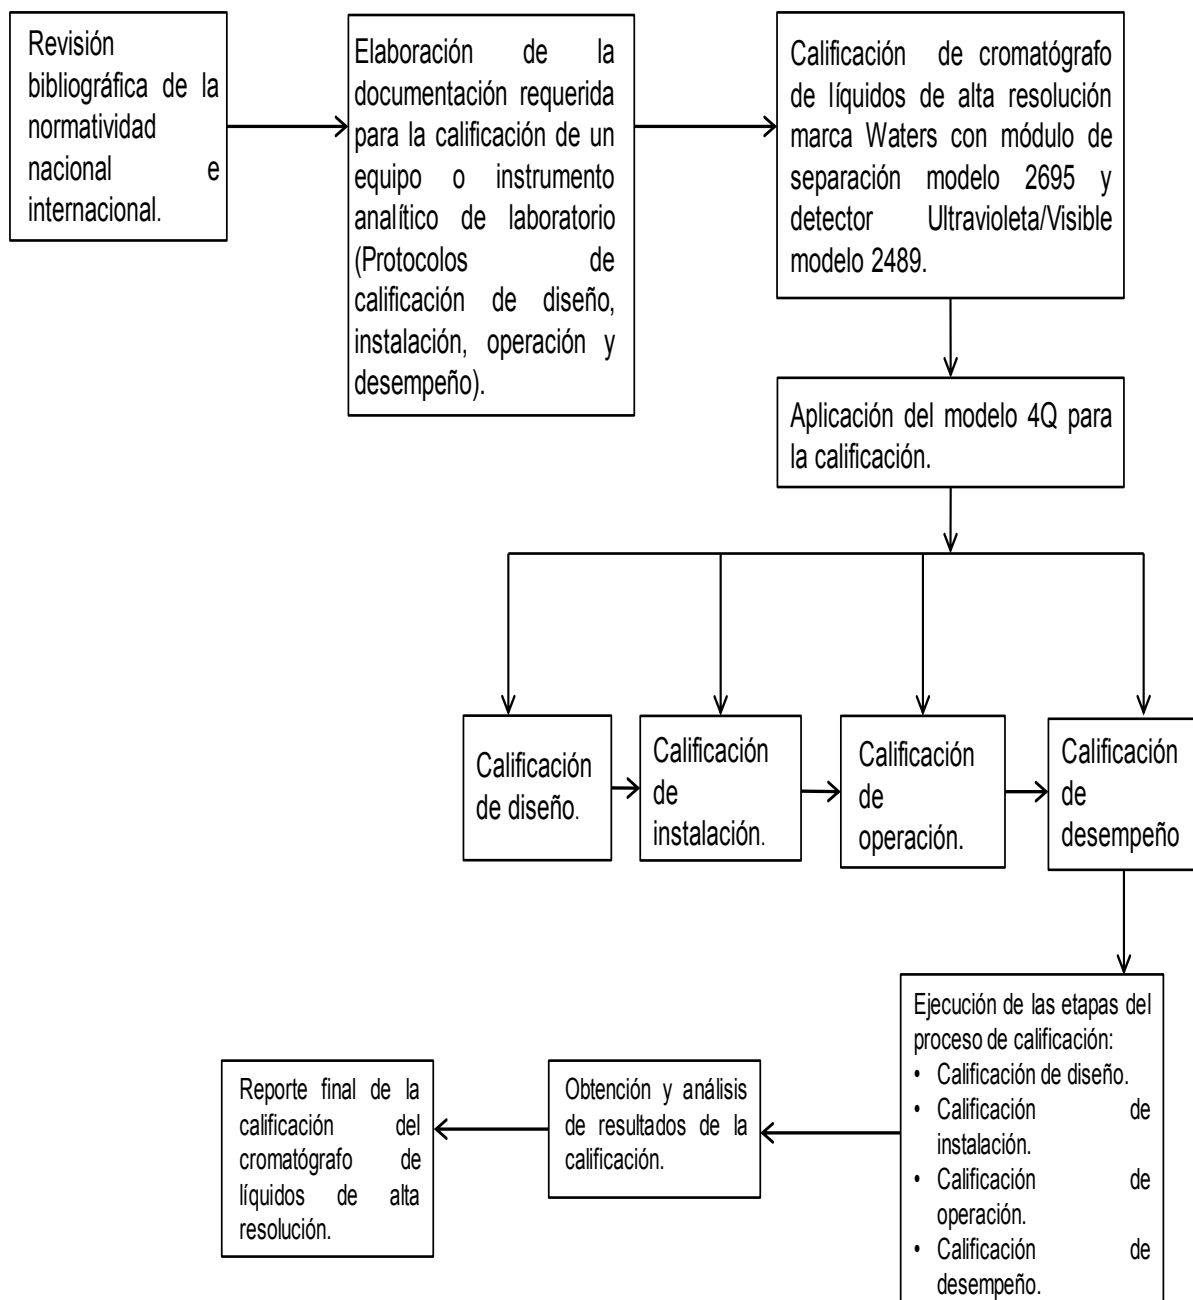 Revisión
bibliográfica de la
normatividad
nacional e
internacional.
Elaboración de la
documentación requerida
para la calificación de un
equipo o instrumento
analítico de laboratorio
(Protocolos de
calificación de diseño,
instalación, operación y
desempeño).
Calificación de cromatógrafo
de líquidos de alta resolución
marca Waters con módulo de
separación modelo 2695 y
detector Ultravioleta/Visible
modelo 2489.
Aplicación del modelo 4Q para
la calificación.
Calificación
de diseño.
Calificación
de
instalación.
Calificación
de
operación.
Calificación
de
desempeño
Ejecución de las etapas del
proceso de calificación:
• Calificación de diseño.
• Calificación de
instalación.
• Calificación de
operación.
• Calificación de
desempeño.
Obtención y análisis
de resultados de la
calificación.
Reporte final de la
calificación del
cromatógrafo de
líquidos de alta
resolución.